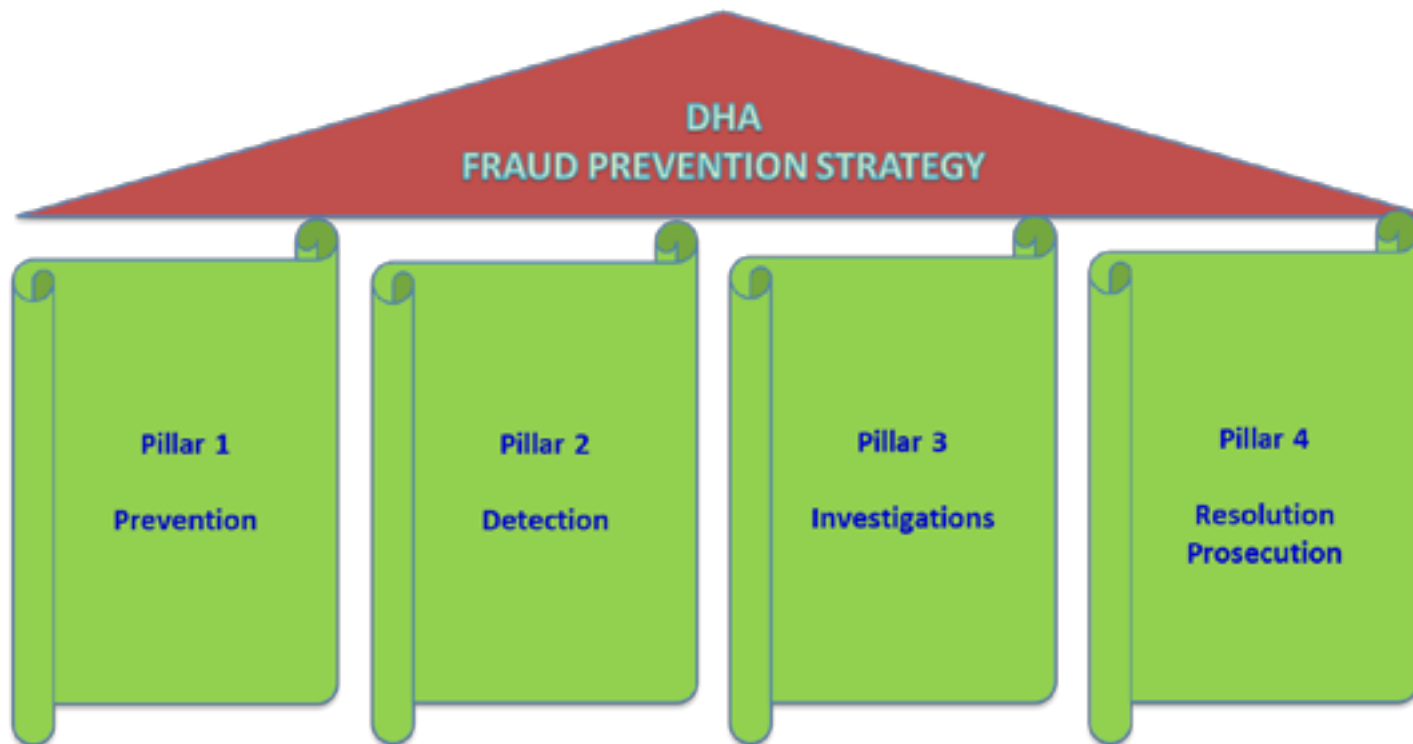 DHA
FRAUD PREVENTION STRATEGY
Pillar 1
Prevention
Pillar 2
Detection
Pillar 3
Investigations
Pillar 4
Resolution
Prosecution